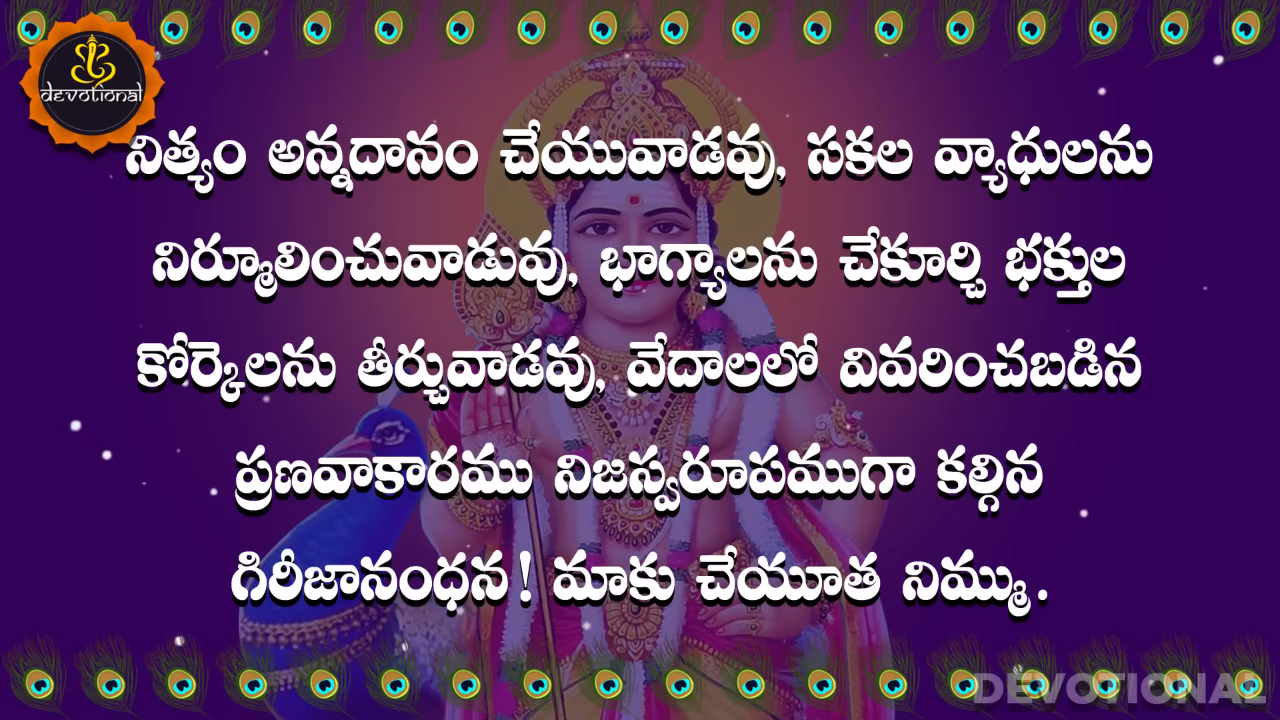 devotional
నిత్యం అన్నదానం చేయువాడవు, సకల వ్యాధులను
నిర్మూలించువాడువు, భాగ్యాలను చేకూర్చి భక్తుల
కోర్కెలను తీర్చువాడవు, వేదాలలో వివరించబడిన
ప్రణవాకారము నిజస్వరూపముగా కల్గిన
గిరీజానంధన! మాకు చేయూత నిమ్ము.
DEVOTIONAL